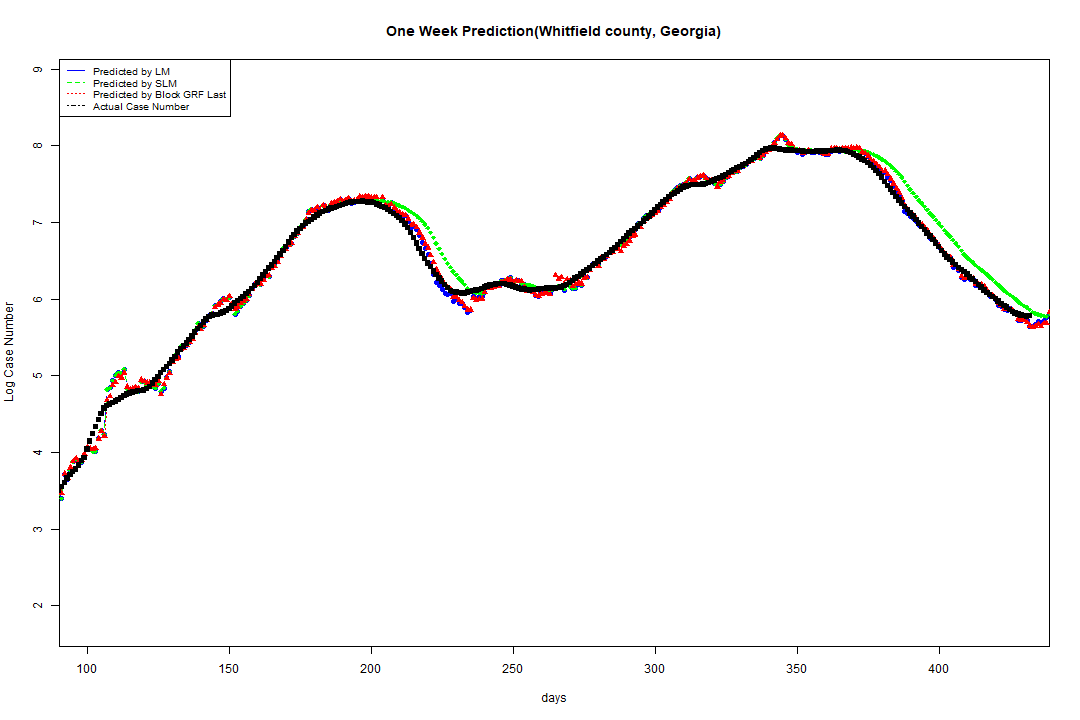 One Week Prediction(Whitfield county, Georgia)
Predicted by LM
Predicted by SLM
Predicted by Block GRF Last
Actual Case Number
9
8
7
6
5
4
3
2
Log Case Number
100 150 200 250 300 350 400
days